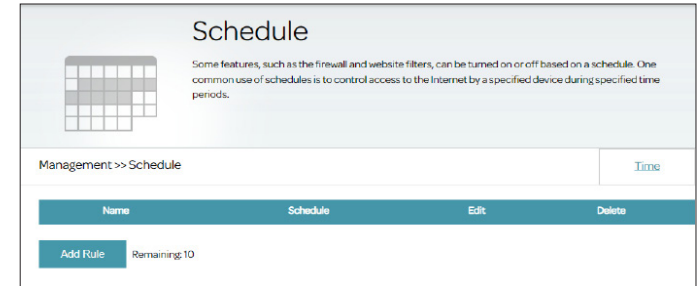 Schedule
Some features, such as the firewall and website filters, can be turned on or off based on a schedule. One
common use of schedules is to control access to the Internet by a specified device during specified time
periods.
Management >> Schedule
Time
Name Schedule Edit Delete
Add Rule Remaining: 10